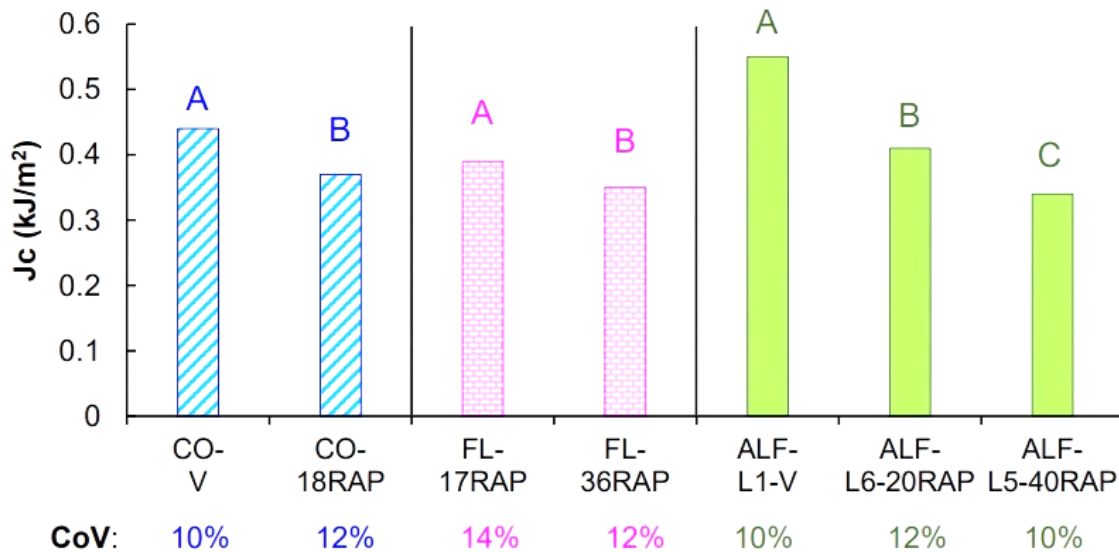 0.6
0.5
0.4
0.3
0.2
0.1
0
Jc (kJ/m²)
A
B
A
B
A
B
C
CO-
V
CO-
18RAP
FL-
17RAP
FL-
36RAP
ALF-
L1-V
ALF-
L6-20RAP
ALF-
L5-40RAP
CoV: 10% 12% 14% 12% 10% 12% 10%